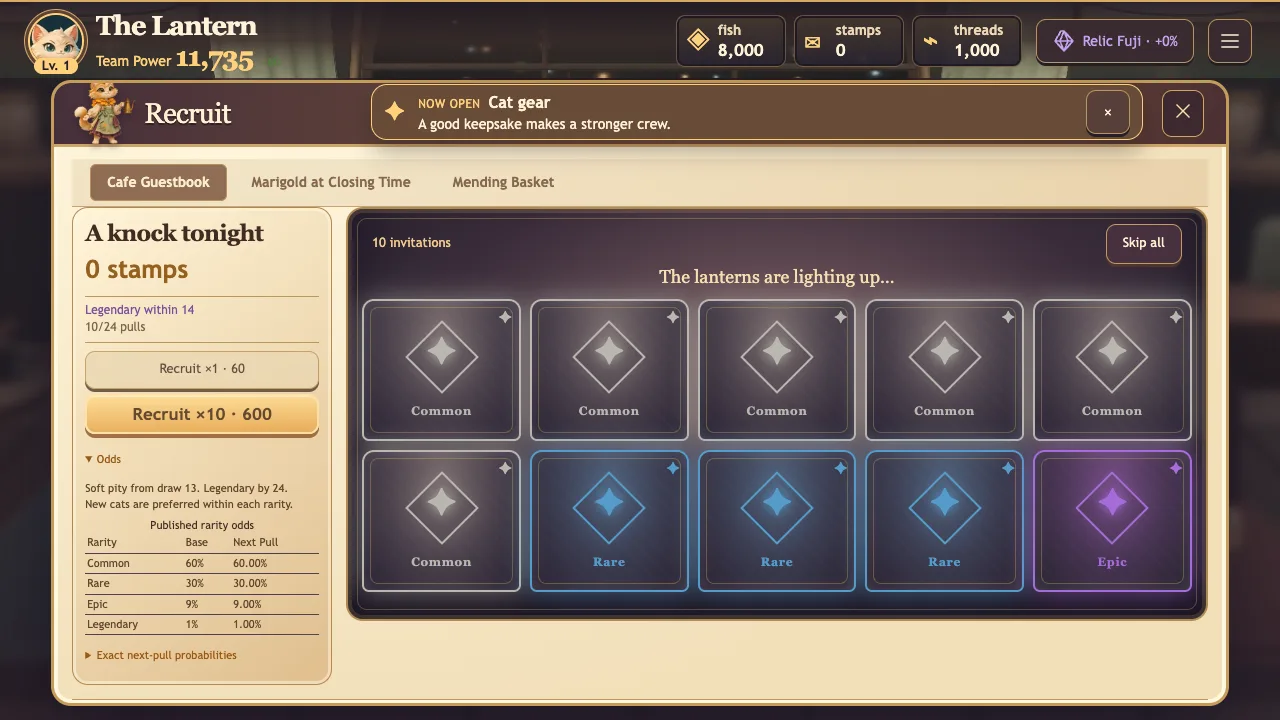 The Lantern
Team Power 11,735
Lv. 1
fish
8,000
stamps
0
threads
1,000
Relic Fuji · +0%
Recruit
NOW OPEN Cat gear
A good keepsake makes a stronger crew.
×
Cafe Guestbook
Marigold at Closing Time
Mending Basket
A knock tonight
0 stamps
Legendary within 14
10/24 pulls
Recruit ×1 · 60
Recruit ×10 · 600
▼ Odds
Soft pity from draw 13. Legendary by 24.
New cats are preferred within each rarity.
Published rarity odds
Rarity Base Next Pull
Common 60% 60.00%
Rare 30% 30.00%
Epic 9% 9.00%
Legendary 1% 1.00%
▶ Exact next-pull probabilities
10 invitations
Skip all
The lanterns are lighting up...
Common
Common
Common
Common
Common
Common
Rare
Rare
Rare
Epic